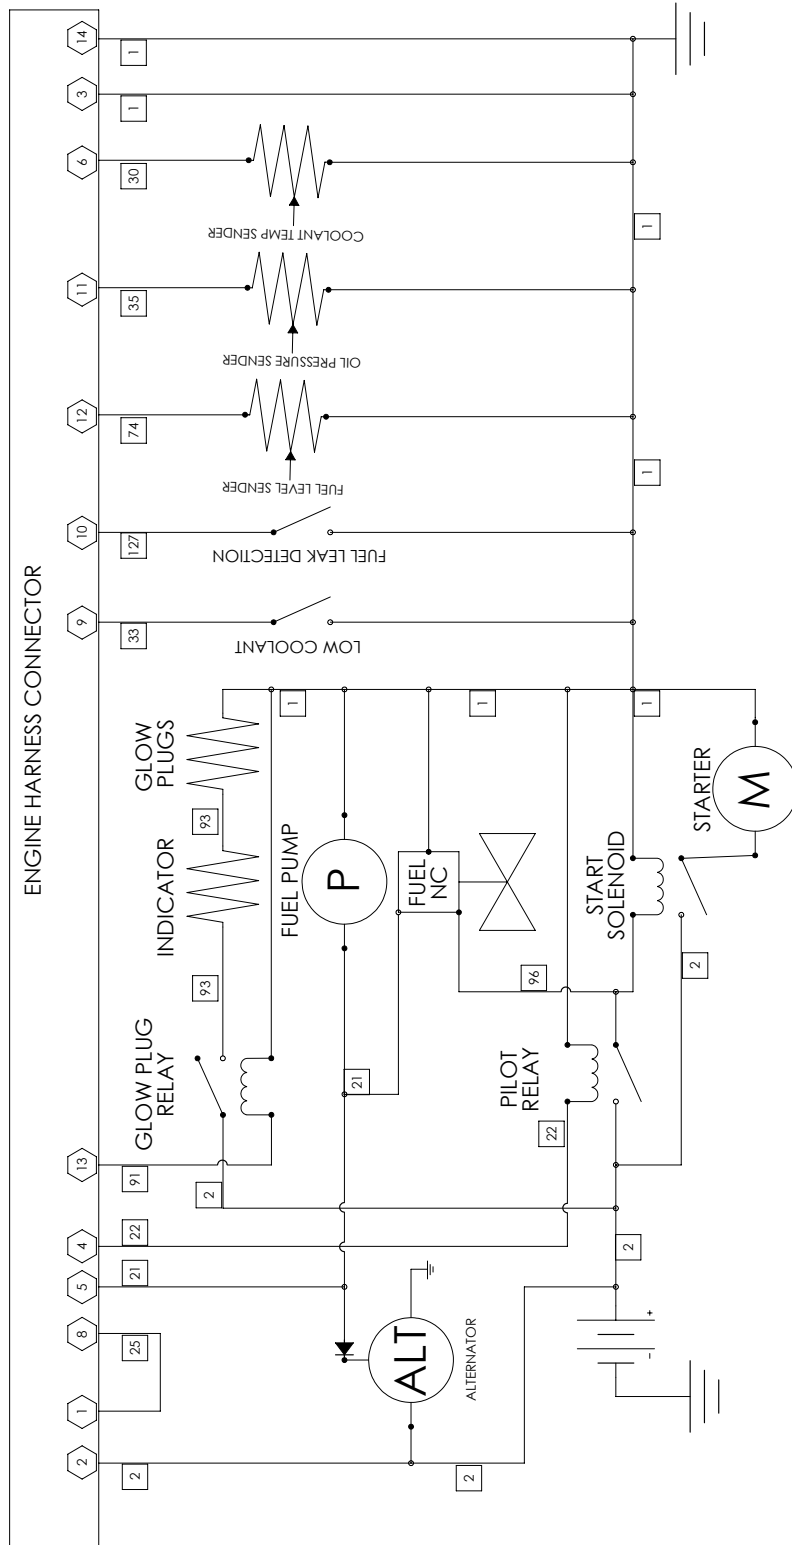 ENGINE HARNESS CONNECTOR
2
1
8
5
4
13
9
10
12
11
6
3
14
2
25
21
22
91
33
127
74
35
30
1
1
GLOW PLUG
RELAY
INDICATOR
GLOW
PLUGS
2
93
93
LOW COOLANT
FUEL LEAK DETECTION
FUEL LEVEL SENDER
OIL PRESSURE SENDER
COOLANT TEMP SENDER
FUEL PUMP
1
P
21
ALT
ALTERNATOR
FUEL
NC
2
1
PILOT
RELAY
22
96
START
SOLENOID
2
- +
1
1
1
2
STARTER
M